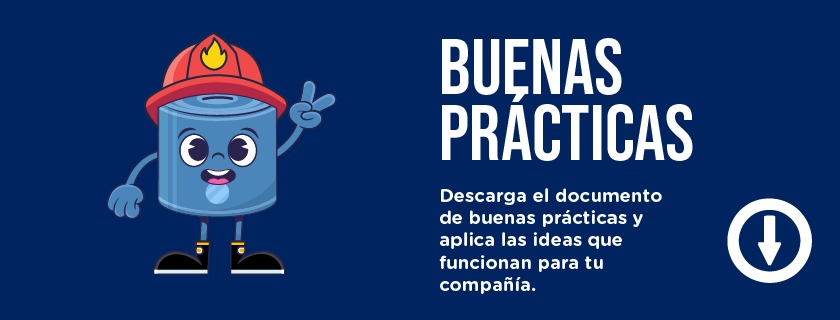 BUENAS
PRÁCTICAS
Descarga el documento
de buenas prácticas y
aplica las ideas que
funcionan para tu
compañía.